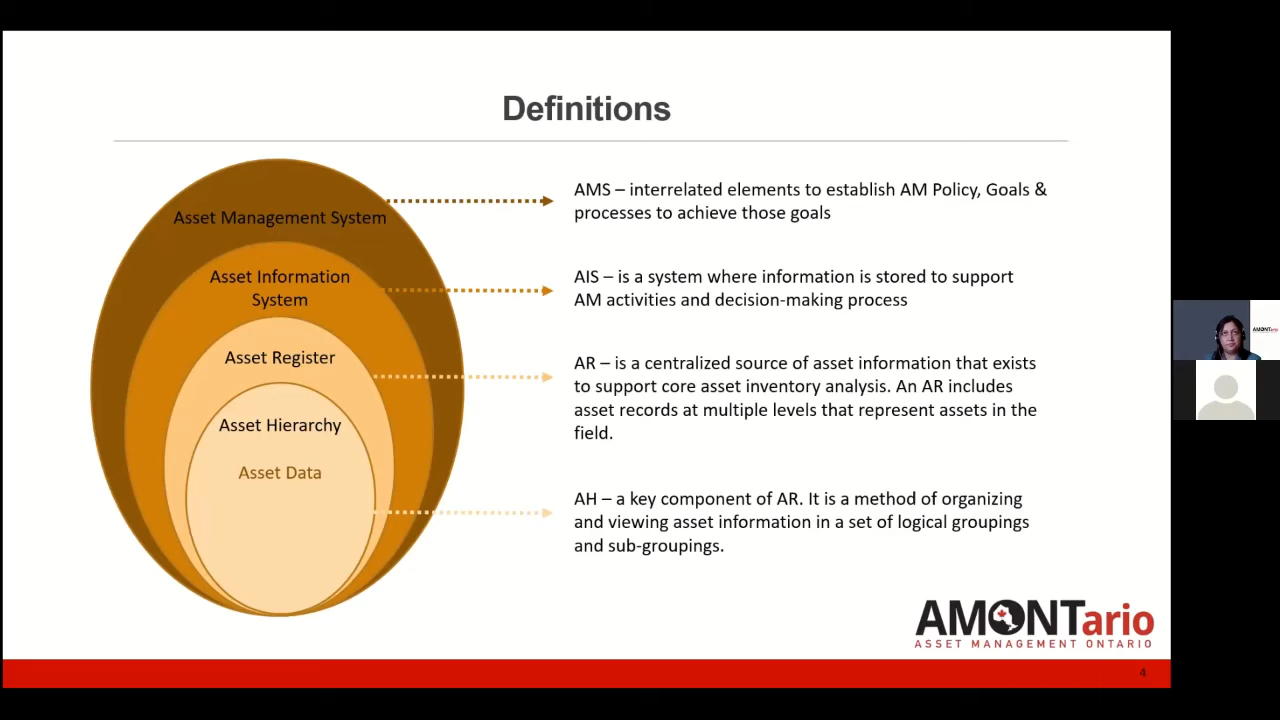 Definitions
Asset Management System
Asset Information
System
Asset Register
Asset Hierarchy
Asset Data
AMS – interrelated elements to establish AM Policy, Goals &
processes to achieve those goals
AIS – is a system where information is stored to support
AM activities and decision-making process
AR – is a centralized source of asset information that exists
to support core asset inventory analysis. An AR includes
asset records at multiple levels that represent assets in the
field.
AH – a key component of AR. It is a method of organizing
and viewing asset information in a set of logical groupings
and sub-groupings.
AMONTario
ASSET MANAGEMENT ONTARIO
4
AMONTario